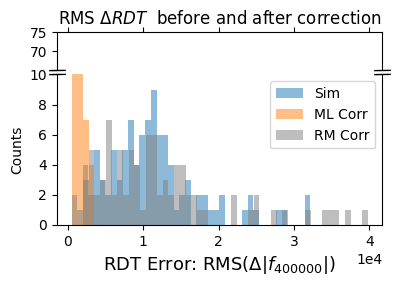 RMS ΔRDT before and after correction
75
70
10
8
6
4
2
0
Counts
Sim
ML Corr
RM Corr
0 1 2 3 4
1e4
RDT Error: RMS(Δ|f₄₀₀₀₀₀|)